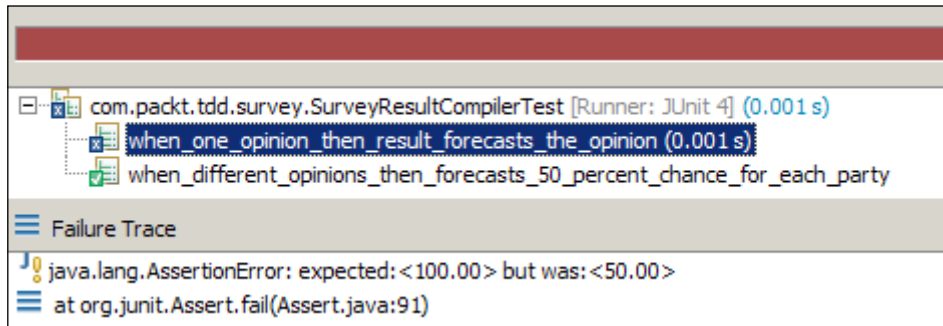 com.packt.tdd.survey.SurveyResultCompilerTest [Runner: JUnit 4] (0.001 s)
when_one_opinion_then_result_forecasts_the_opinion (0.001 s)
when_different_opinions_then_forecasts_50_percent_chance_for_each_party
Failure Trace
java.lang.AssertionError: expected:<100.00> but was:<50.00>
at org.junit.Assert.fail(Assert.java:91)